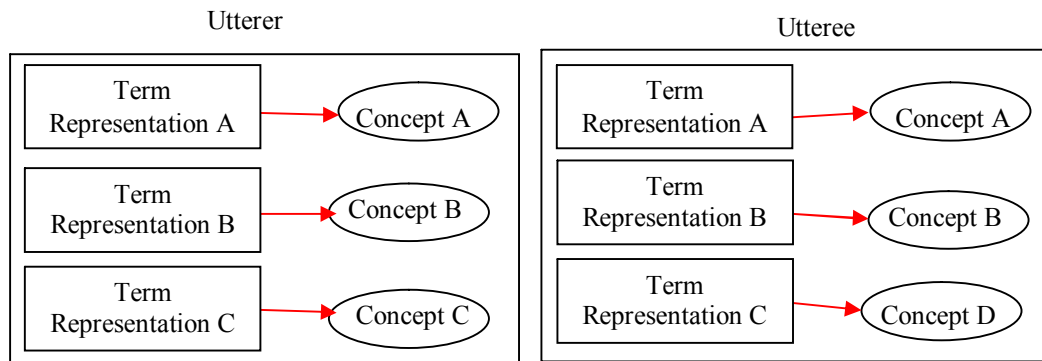 Utterer
Term
Representation A
Concept A
Term
Representation B
Concept B
Term
Representation C
Concept C
Utteree
Term
Representation A
Concept A
Term
Representation B
Concept B
Term
Representation C
Concept D